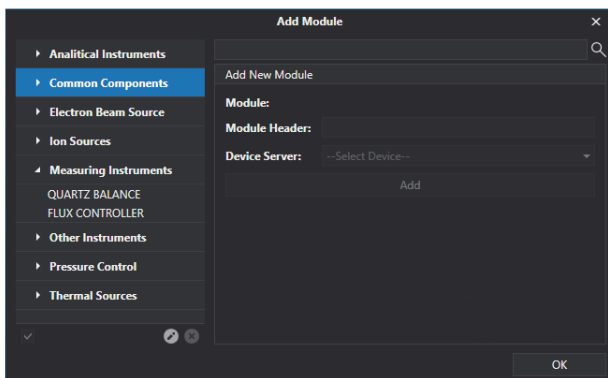 Add Module
Analitical Instruments
Common Components
Electron Beam Source
Ion Sources
Measuring Instruments
QUARTZ BALANCE
FLUX CONTROLLER
Other Instruments
Pressure Control
Thermal Sources
Add New Module
Module:
Module Header:
Device Server: --Select Device--
Add
OK